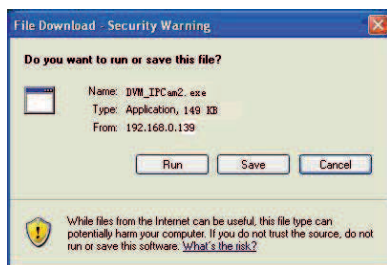 File Download - Security Warning
Do you want to run or save this file?
Name: DVM_IPCam2.exe
Type: Application, 149 KB
From: 192.168.0.139
Run Save Cancel
While files from the Internet can be useful, this file type can
potentially harm your computer. If you do not trust the source, do not
run or save this software. What's the risk?